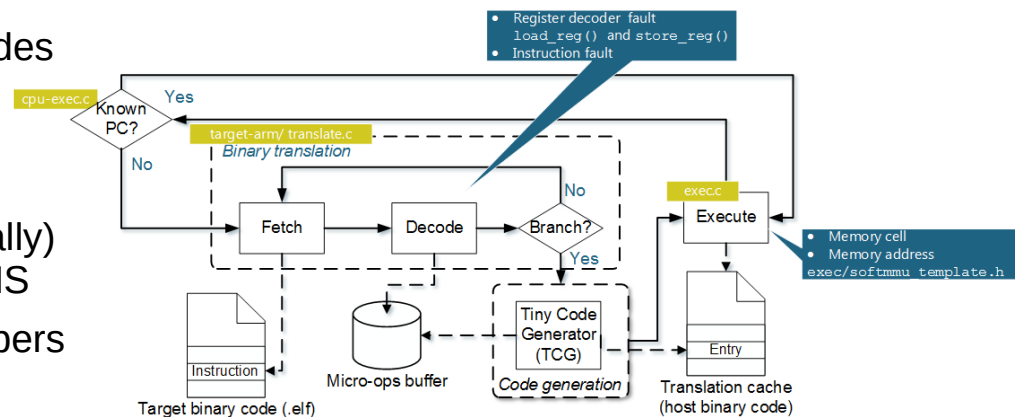 des
ally)
pers
• Register decoder fault
load_reg() and store_reg()
• Instruction fault
cpu-exec.c
Known
PC?
Yes
No
target-arm/ translate.c
Binary translation
Fetch
Decode
Branch?
No
Yes
exec.c
Execute
• Memory cell
• Memory address
exec/softmmu_template.h
Tiny Code
Generator
(TCG)
Code generation
Instruction
Target binary code (.elf)
Micro-ops buffer
Entry
Translation cache
(host binary code)